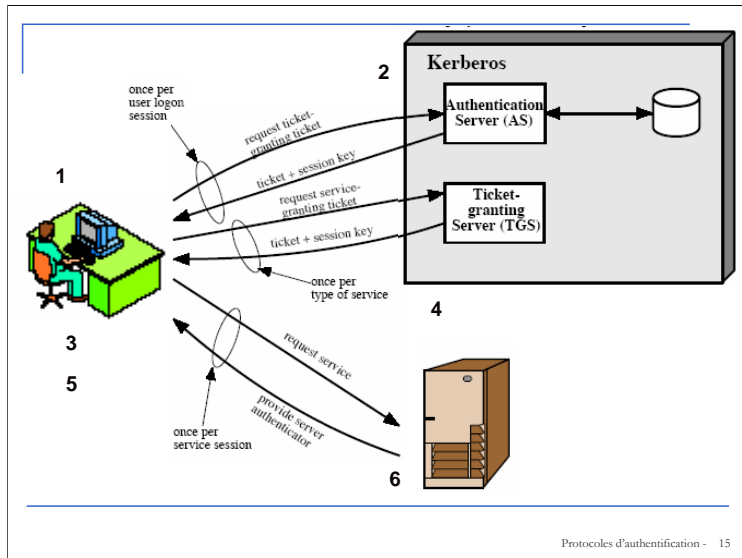 Kerberos
2
once per
user logon
session
request ticket-
granting ticket
Authentication
Server (AS)
ticket + session key
1
request service-
granting ticket
Ticket-
granting
Server (TGS)
ticket + session key
once per
type of service
4
3
request service
5
provide server
authenticator
once per
service session
6
Protocoles d'authentification - 15